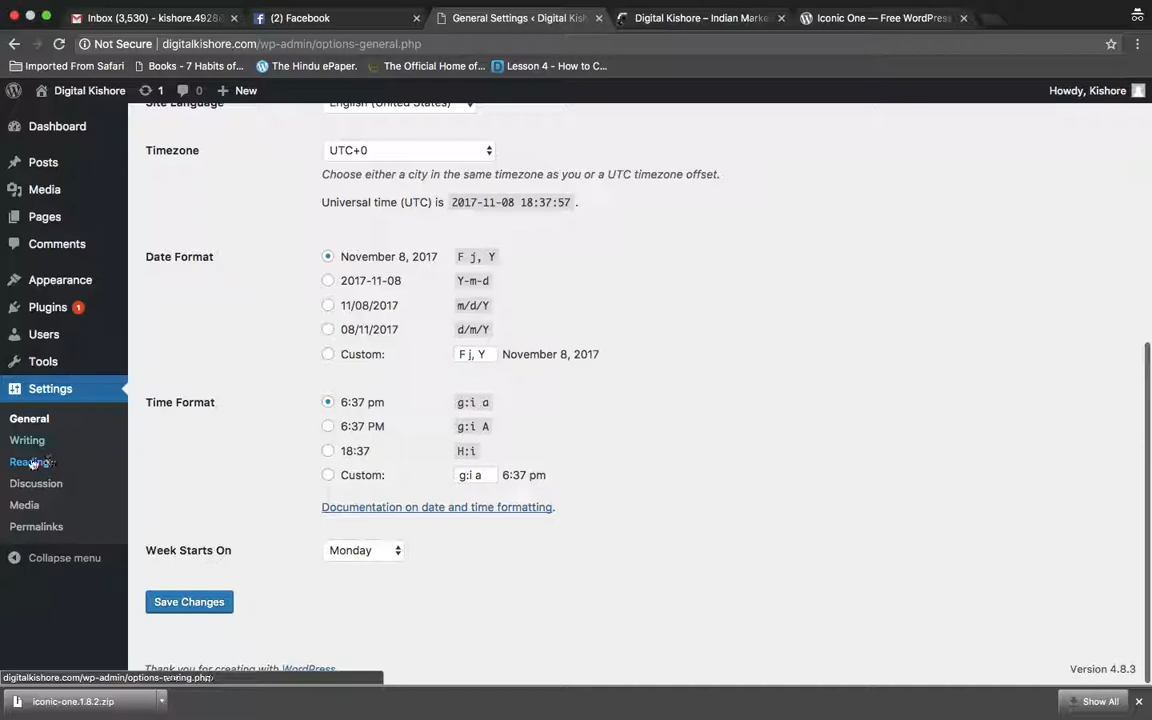 Inbox (3,530) - kishore.4928
(2) Facebook
General Settings ‹ Digital Kish
Digital Kishore – Indian Marke
Iconic One — Free WordPress
Not Secure
digitalkishore.com/wp-admin/options-general.php
Imported From Safari
Books - 7 Habits of...
The Hindu ePaper.
The Official Home of...
Lesson 4 - How to C...
Digital Kishore
1
0
New
Howdy, Kishore
Dashboard
Posts
Media
Pages
Comments
Appearance
Plugins 1
Users
Tools
Settings
General
Writing
Reading
Discussion
Media
Permalinks
Collapse menu
Site Language
English (United States)
Timezone
UTC+0
Choose either a city in the same timezone as you or a UTC timezone offset.
Universal time (UTC) is 2017-11-08 18:37:57 .
Date Format
November 8, 2017 F j, Y
2017-11-08 Y-m-d
11/08/2017 m/d/Y
08/11/2017 d/m/Y
Custom: F j, Y November 8, 2017
Time Format
6:37 pm g:i a
6:37 PM g:i A
18:37 H:i
Custom: g:i a 6:37 pm
Documentation on date and time formatting.
Week Starts On
Monday
Save Changes
Thank you for creating with WordPress
Version 4.8.3
iconic-one.1.8.2.zip
Show All